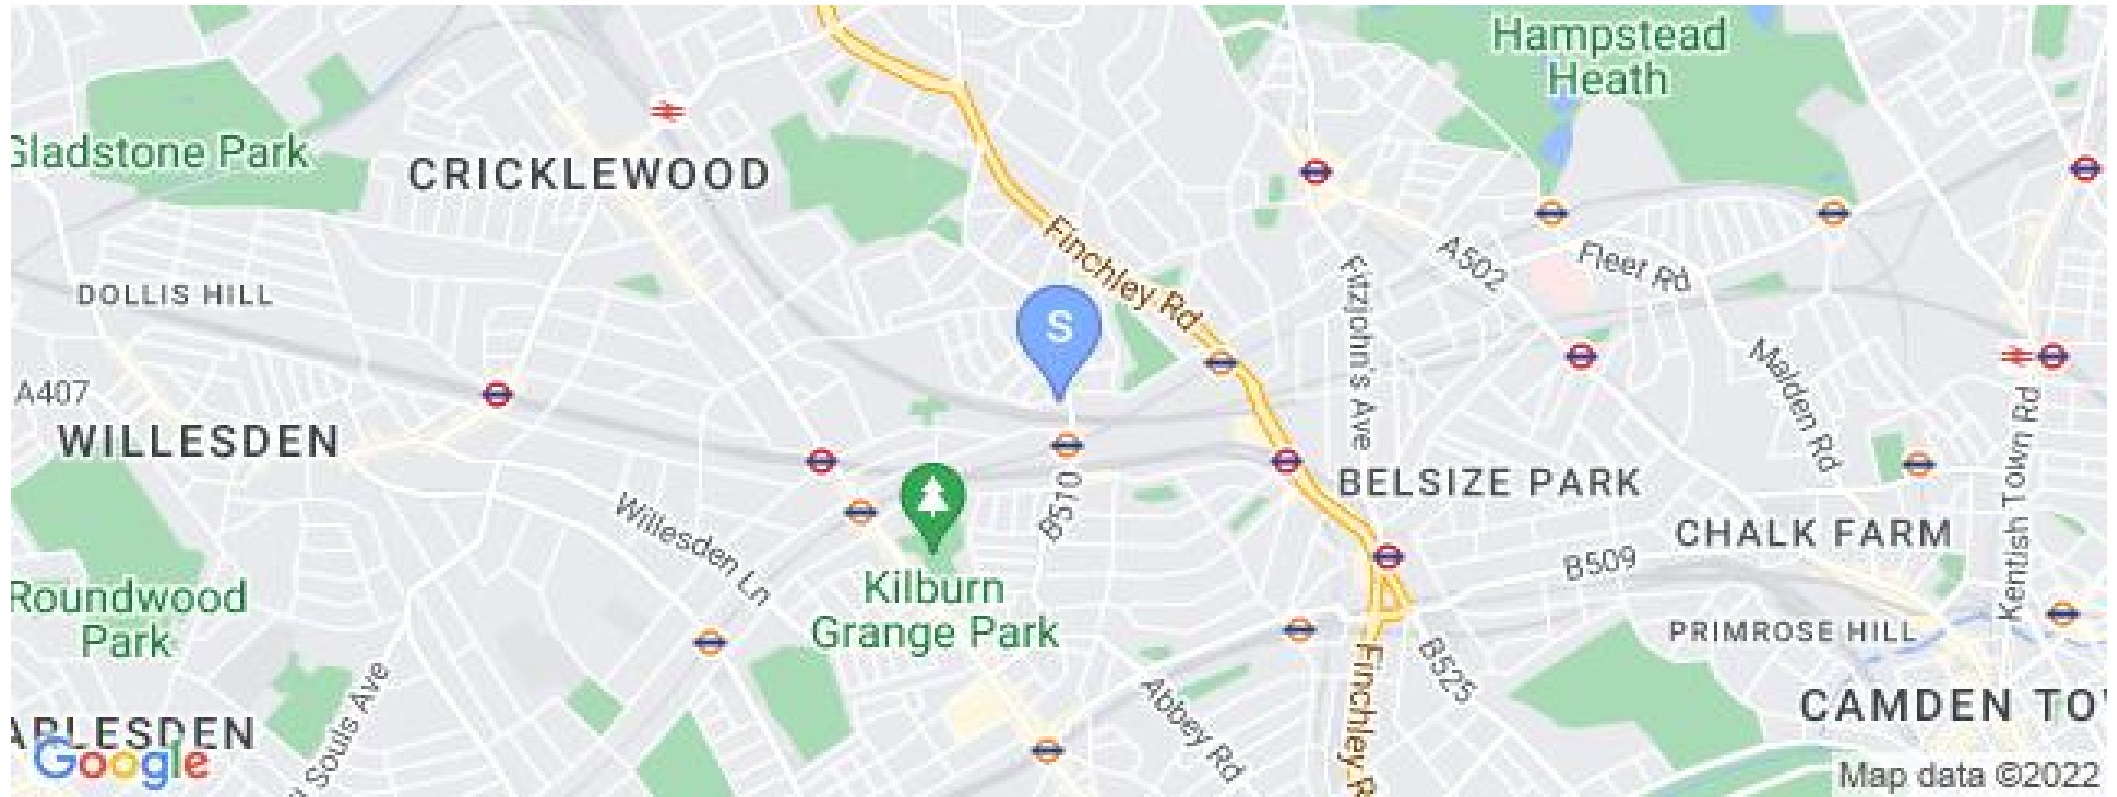 Hampstead
Heath
Gladstone Park
CRICKLEWOOD
Finchley Rd
A502
Fleet Rd
DOLLIS HILL
S
Fitzjohn's Ave
Malden Rd
A407
WILLESDEN
Kentish Town Rd
BELSIZE PARK
B510
Willesden Ln
CHALK FARM
B509
Kilburn
Grange Park
Roundwood
Park
PRIMROSE HILL
B525
Abbey Rd
Finchley R
Souls Ave
CAMDEN TO
ARLESDEN
Google
Map data ©2022